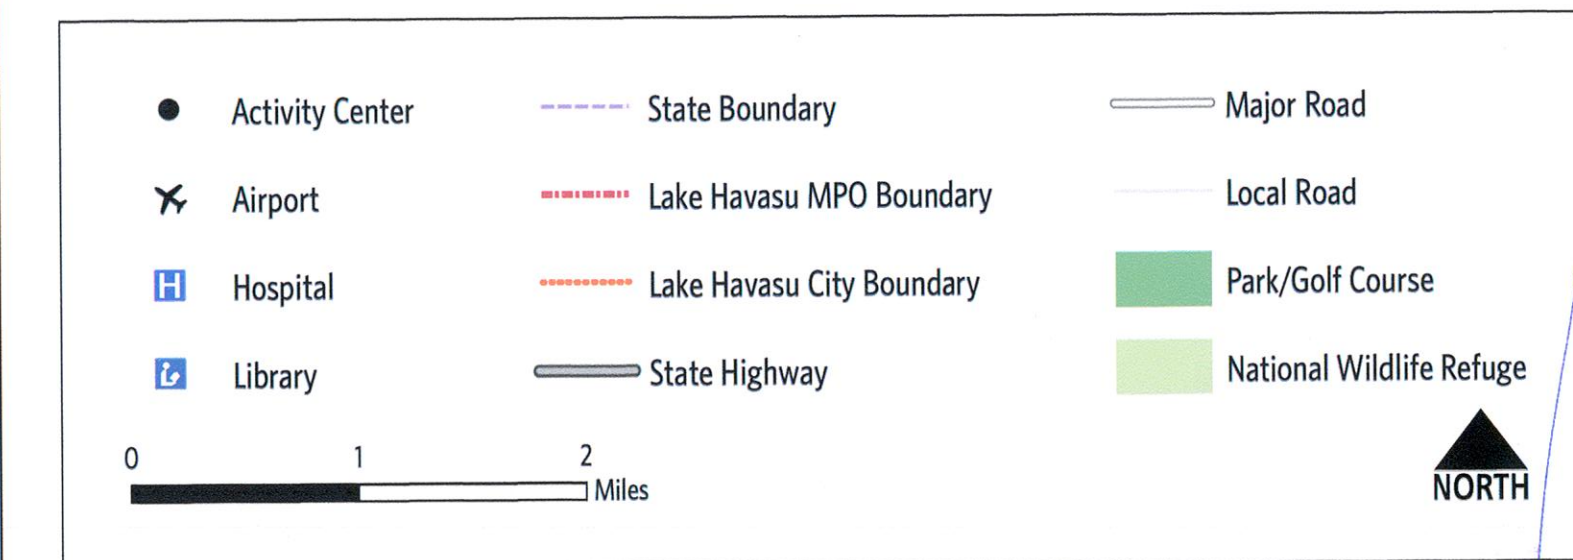 Activity Center
Airport
H Hospital
Library
State Boundary
Lake Havasu MPO Boundary
Lake Havasu City Boundary
State Highway
Major Road
Local Road
Park/Golf Course
National Wildlife Refuge
0 1 2
Miles
NORTH